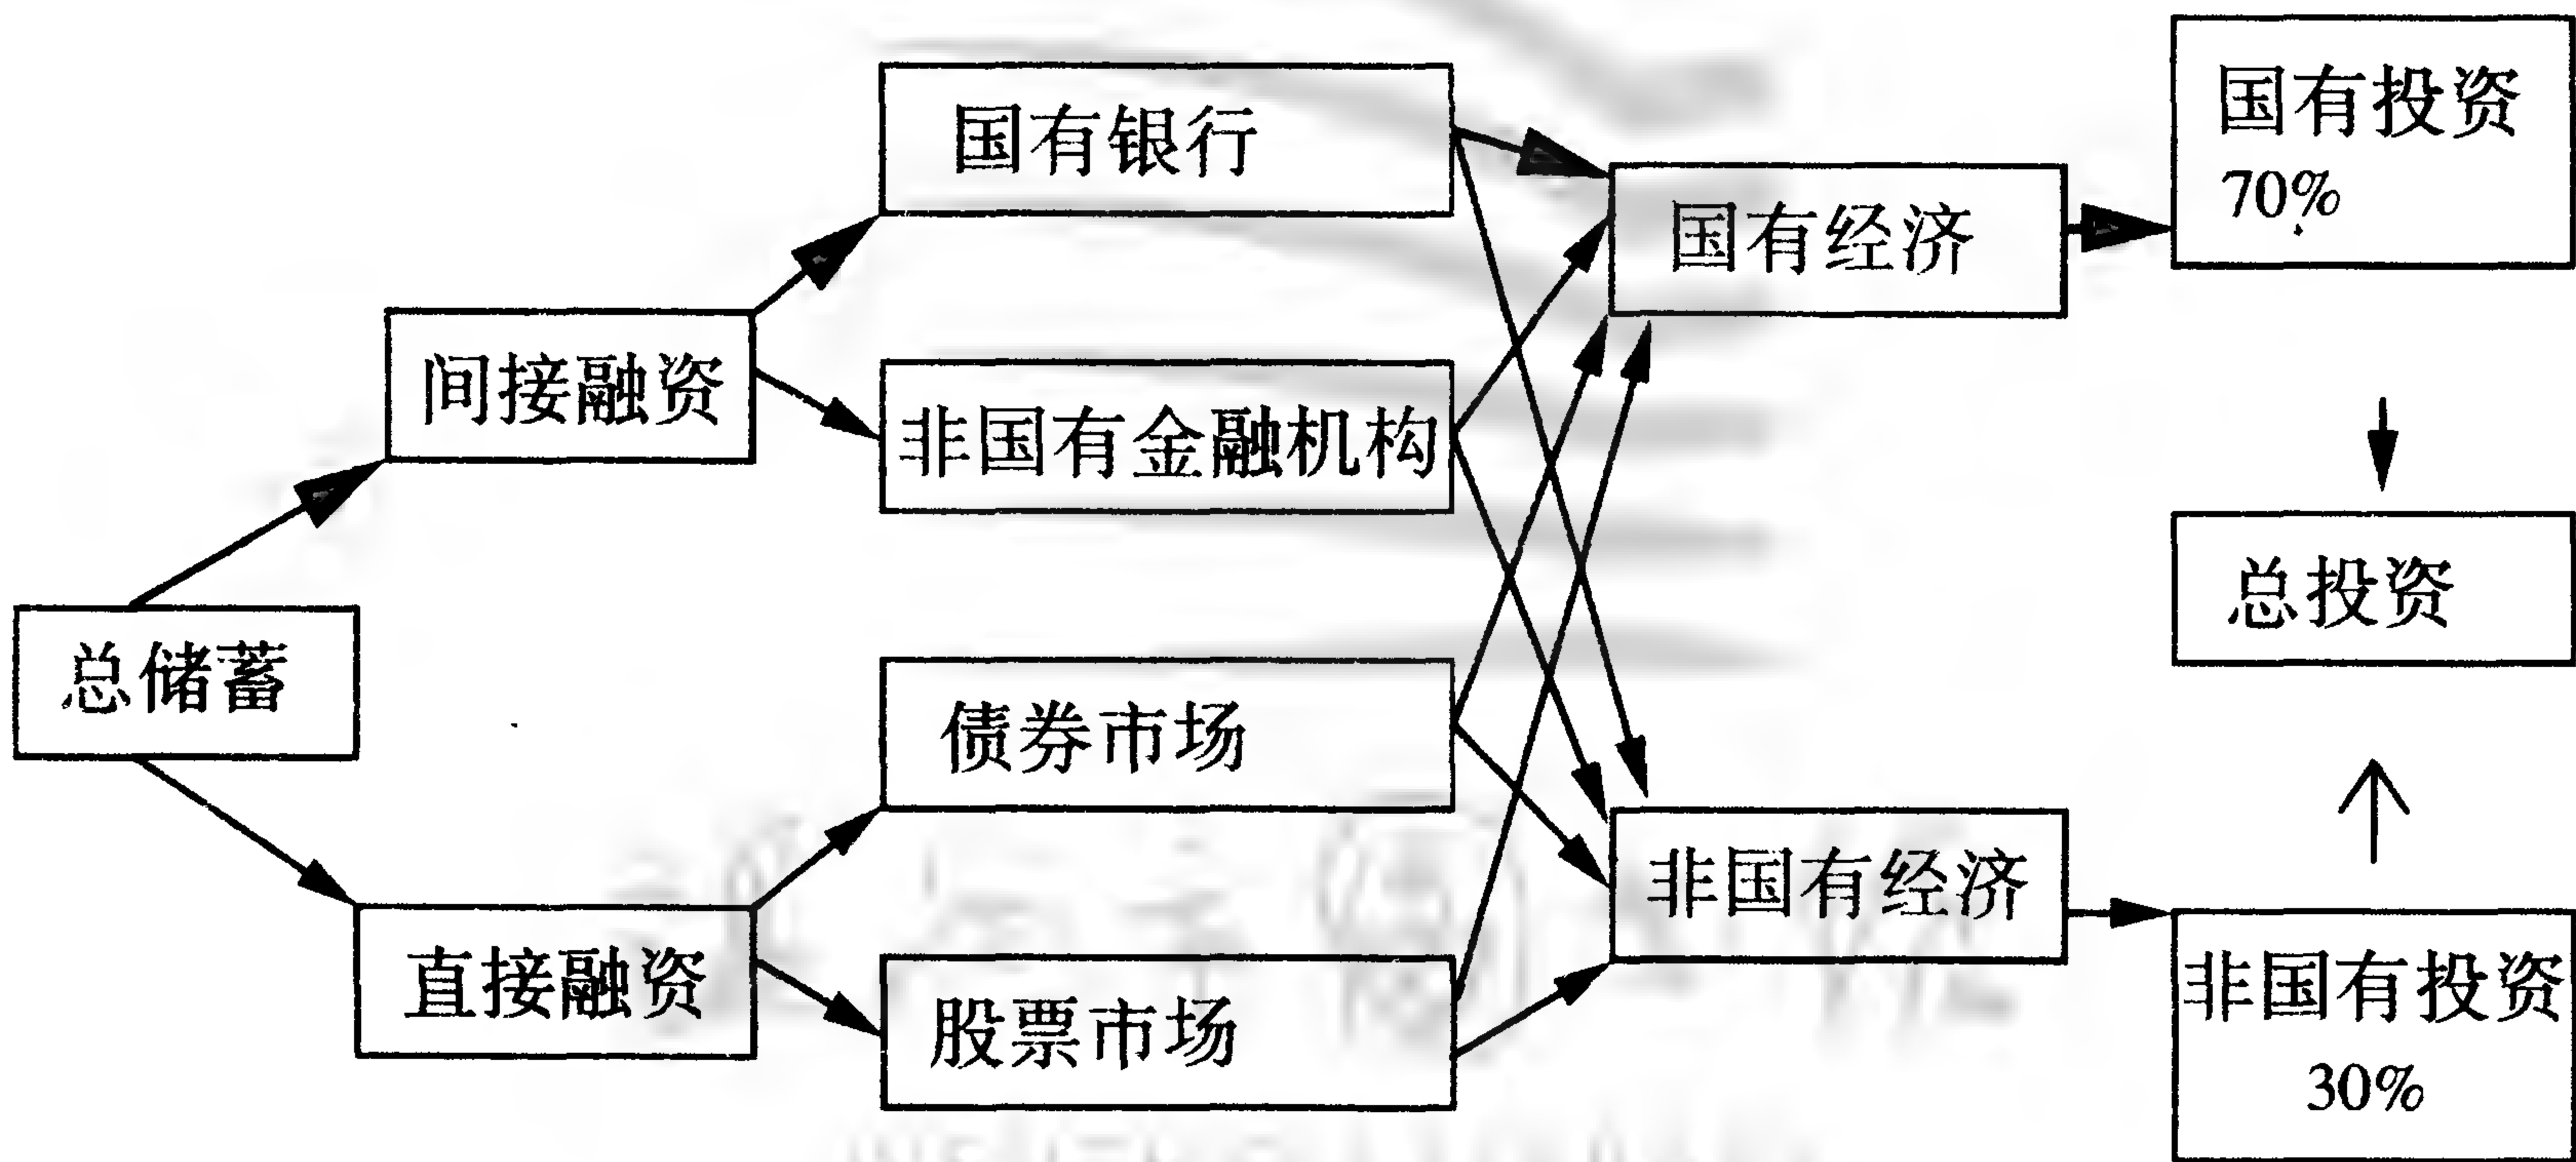 国有投资
70%
国有银行
国有经济
间接融资
非国有金融机构
总投资
总储蓄
债券市场
非国有经济
直接融资
股票市场
非国有投资
30%